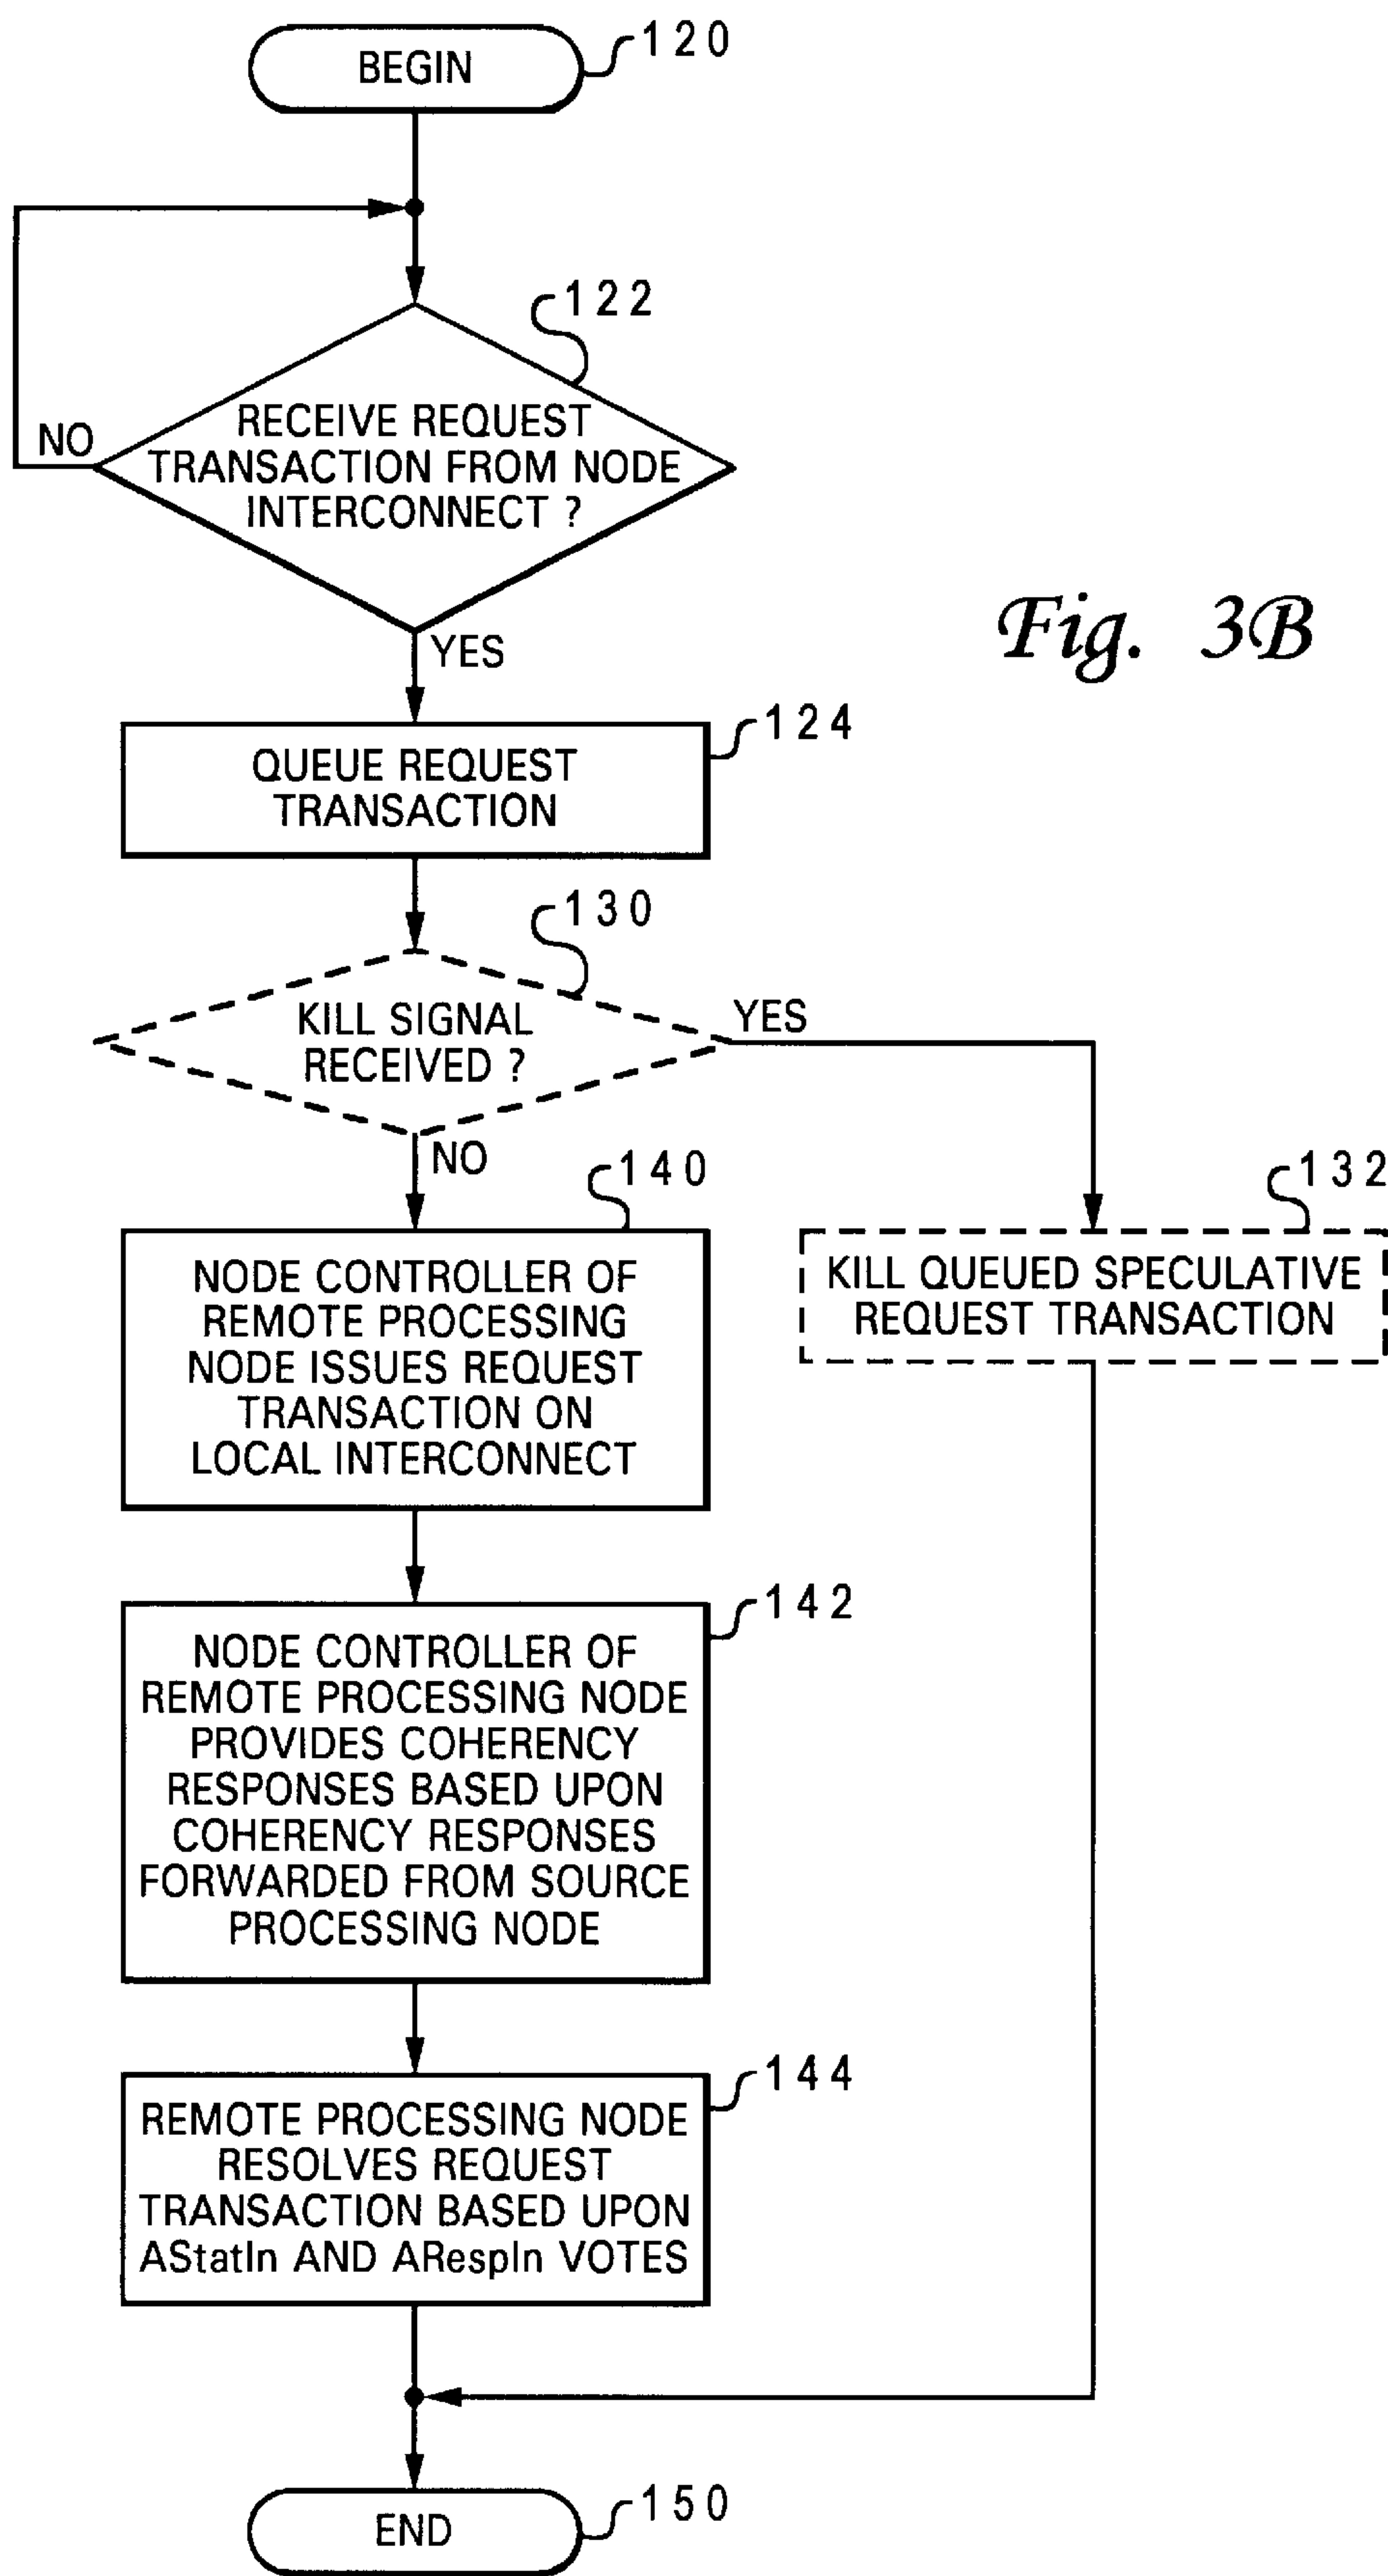 BEGIN
120
122
RECEIVE REQUEST
TRANSACTION FROM NODE
INTERCONNECT ?
NO
YES
Fig. 3B
124
QUEUE REQUEST
TRANSACTION
130
KILL SIGNAL
RECEIVED ?
YES
NO
140
NODE CONTROLLER OF
REMOTE PROCESSING
NODE ISSUES REQUEST
TRANSACTION ON
LOCAL INTERCONNECT
132
KILL QUEUED SPECULATIVE
REQUEST TRANSACTION
142
NODE CONTROLLER OF
REMOTE PROCESSING NODE
PROVIDES COHERENCY
RESPONSES BASED UPON
COHERENCY RESPONSES
FORWARDED FROM SOURCE
PROCESSING NODE
144
REMOTE PROCESSING NODE
RESOLVES REQUEST
TRANSACTION BASED UPON
AStatIn AND ARespIn VOTES
END
150